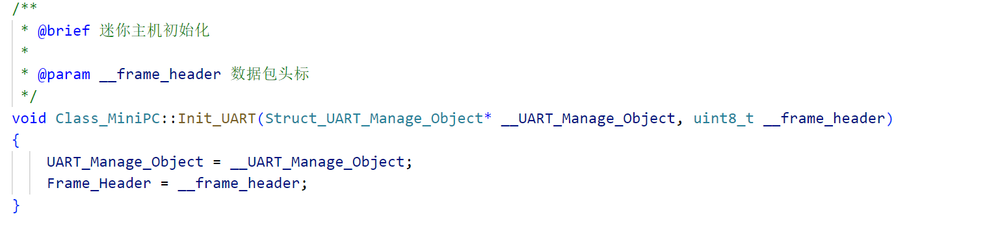 /**
 * @brief 迷你主机初始化
 *
 * @param __frame_header 数据包头标
 */
void Class_MiniPC::Init_UART(Struct_UART_Manage_Object* __UART_Manage_Object, uint8_t __frame_header)
{
    UART_Manage_Object = __UART_Manage_Object;
    Frame_Header = __frame_header;
}